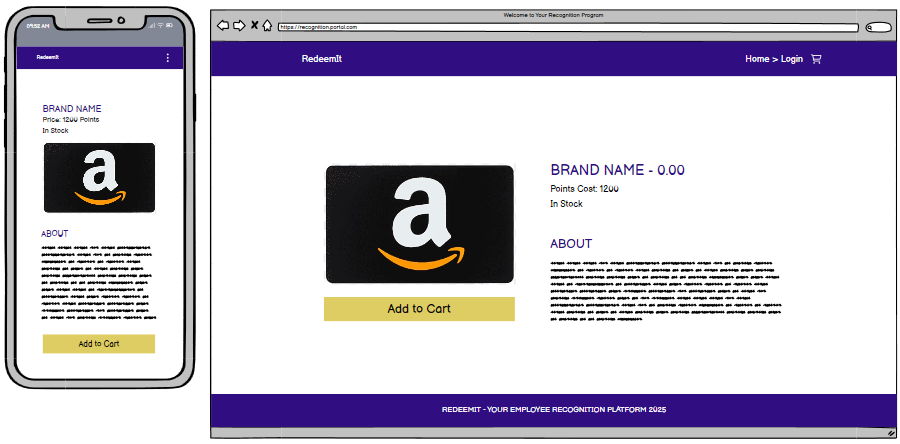 09:52 AM
RedeemIt
BRAND NAME
Price: 1200 Points
In Stock
a
ABOUT
Add to Cart
Welcome to Your Recognition Program
https://recognition.portal.com
RedeemIt
Home > Login
a
BRAND NAME - 0.00
Points Cost: 1200
In Stock
ABOUT
Add to Cart
REDEEMIT - YOUR EMPLOYEE RECOGNITION PLATFORM 2025